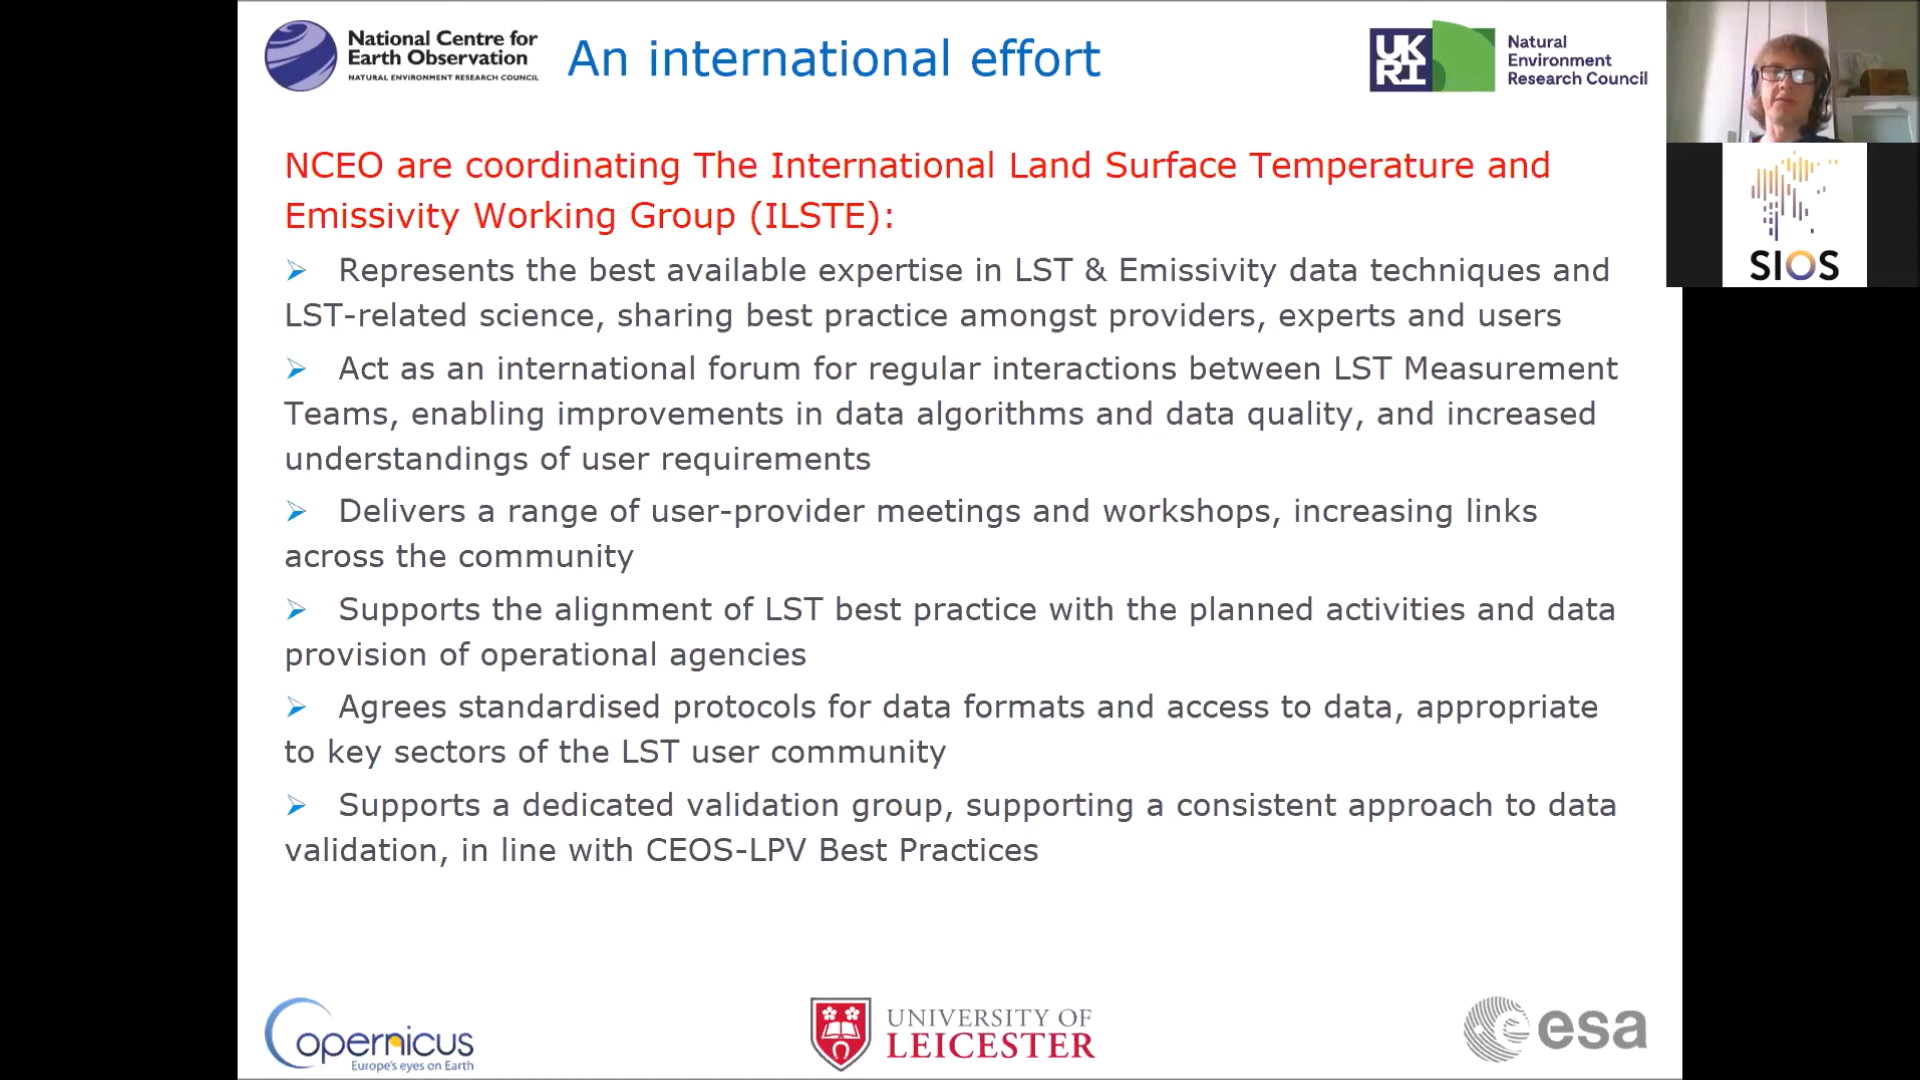 National Centre for
Earth Observation
NATURAL ENVIRONMENT RESEARCH COUNCIL
An international effort
UK
RI
Natural
Environment
Research Council
NCEO are coordinating The International Land Surface Temperature and
Emissivity Working Group (ILSTE):
➢ Represents the best available expertise in LST & Emissivity data techniques and
LST-related science, sharing best practice amongst providers, experts and users
➢ Act as an international forum for regular interactions between LST Measurement
Teams, enabling improvements in data algorithms and data quality, and increased
understandings of user requirements
➢ Delivers a range of user-provider meetings and workshops, increasing links
across the community
➢ Supports the alignment of LST best practice with the planned activities and data
provision of operational agencies
➢ Agrees standardised protocols for data formats and access to data, appropriate
to key sectors of the LST user community
➢ Supports a dedicated validation group, supporting a consistent approach to data
validation, in line with CEOS-LPV Best Practices
SIOS
Copernicus
Europe's eyes on Earth
UNIVERSITY OF
LEICESTER
esa